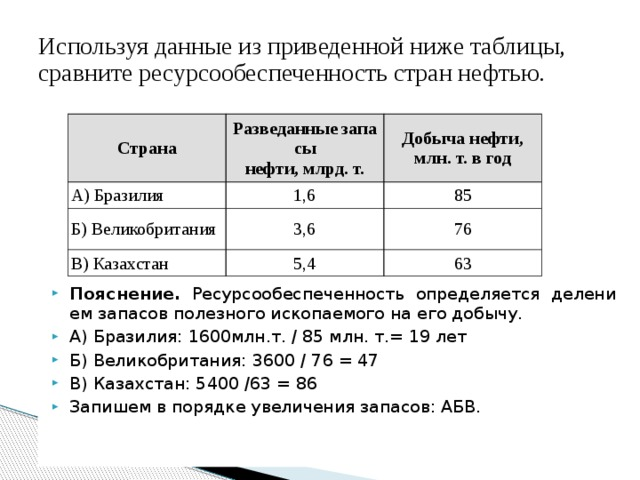 Используя данные из приведенной ниже таблицы,
сравните ресурсообеспеченность стран нефтью.
Страна
Разведанные запа
сы
нефти, млрд. т.
Добыча нефти,
млн. т. в год
А) Бразилия 1,6 85
Б) Великобритания 3,6 76
В) Казахстан 5,4 63
Пояснение. Ресурсообеспеченность определяется делени
ем запасов полезного ископаемого на его добычу.
А) Бразилия: 1600млн.т. / 85 млн. т.= 19 лет
Б) Великобритания: 3600 / 76 = 47
В) Казахстан: 5400 /63 = 86
Запишем в порядке увеличения запасов: АБВ.